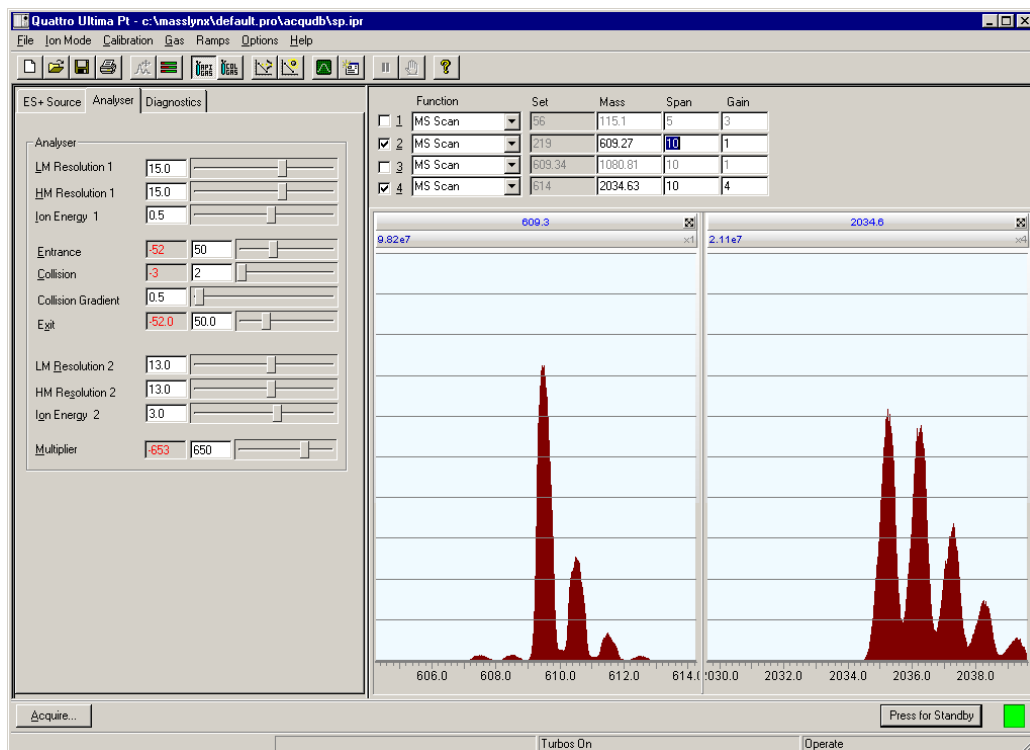 Quattro Ultima Pt - c:\masslynx\default.pro\acqudb\sp.ipr
File Ion Mode Calibration Gas Ramps Options Help
API GAS COL GAS
ES+ Source Analyser Diagnostics
Function Set Mass Span Gain
1 MS Scan 56 115.1 5 3
2 MS Scan 219 609.27 10 1
3 MS Scan 609.34 1080.81 10 1
4 MS Scan 614 2034.63 10 4
Analyser
LM Resolution 1 15.0
HM Resolution 1 15.0
Ion Energy 1 0.5
Entrance -52 50
Collision -3 2
Collision Gradient 0.5
Exit -52.0 50.0
LM Resolution 2 13.0
HM Resolution 2 13.0
Ion Energy 2 3.0
Multiplier -653 650
609.3
9.82e7 x1
606.0 608.0 610.0 612.0 614.0
2034.6
2.11e7 x4
2030.0 2032.0 2034.0 2036.0 2038.0
Acquire... Press for Standby
Turbos On Operate